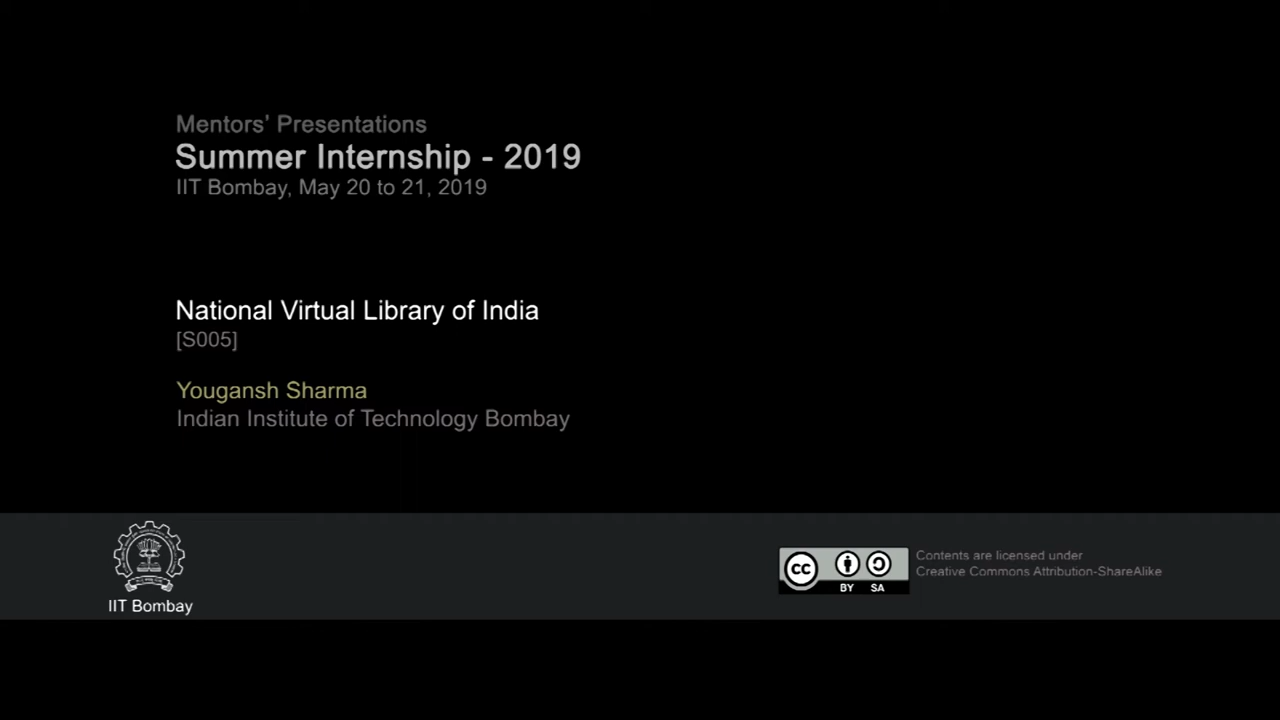 Mentors' Presentations
Summer Internship - 2019
IIT Bombay, May 20 to 21, 2019
National Virtual Library of India
[S005]
Yougansh Sharma
Indian Institute of Technology Bombay
IIT Bombay
cc
BY SA
Contents are licensed under
Creative Commons Attribution-ShareAlike